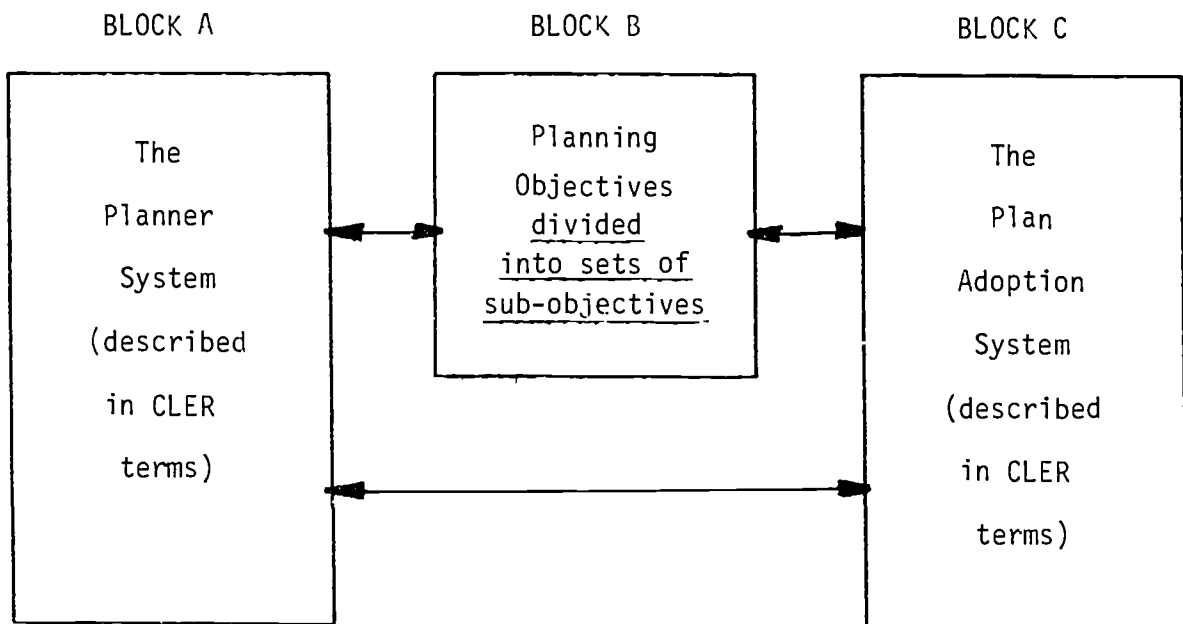 BLOCK A
The
Planner
System
(described
in CLER
terms)
BLOCK B
Planning
Objectives
divided
into sets of
sub-objectives
BLOCK C
The
Plan
Adoption
System
(described
in CLER
terms)